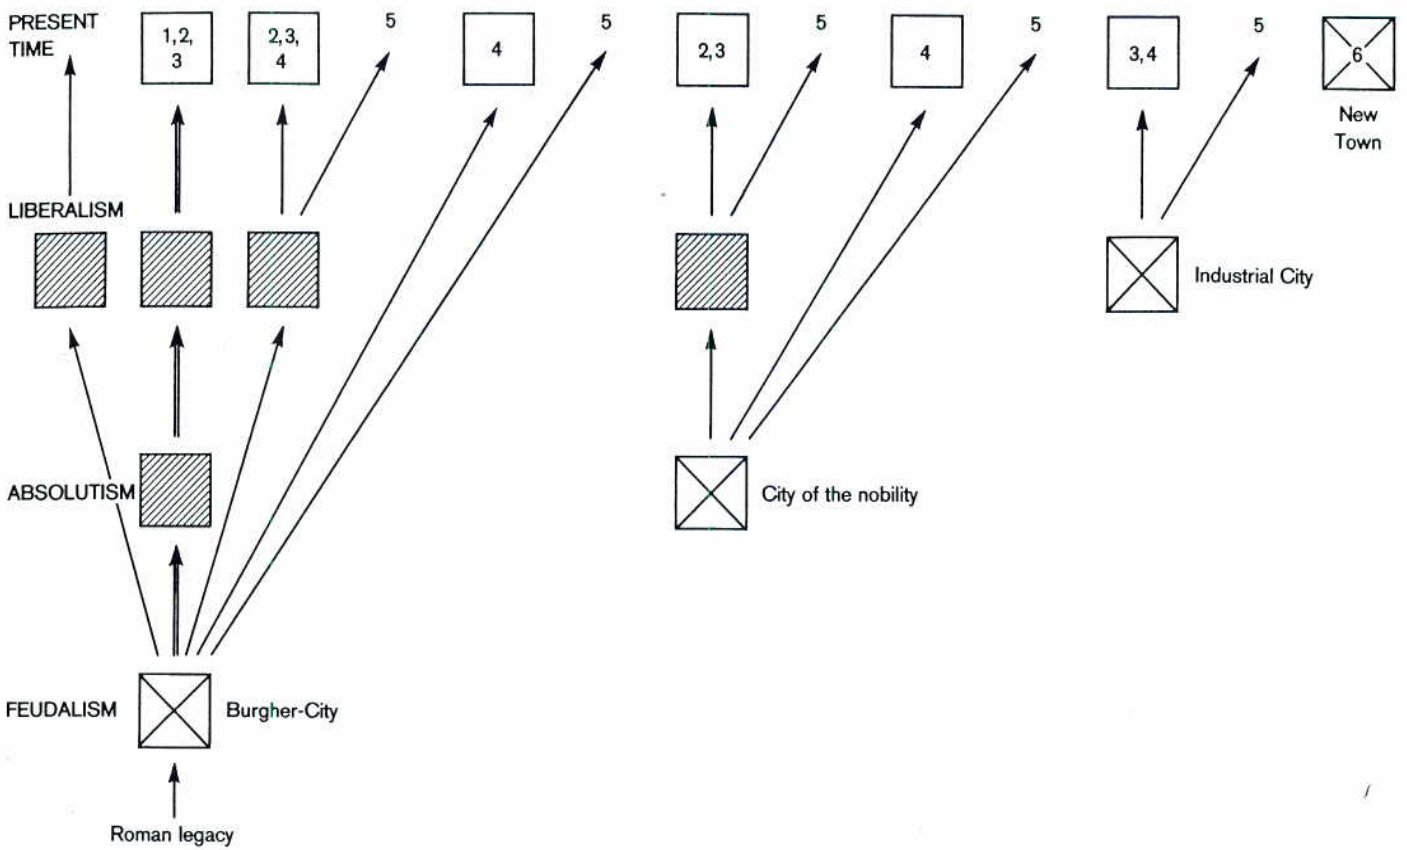 PRESENT
TIME
1,2,
3
2,3,
4
5
4
5
2,3
5
4
5
3,4
5
6
New
Town
LIBERALISM
Industrial City
ABSOLUTISM
City of the nobility
FEUDALISM
Burgher-City
Roman legacy